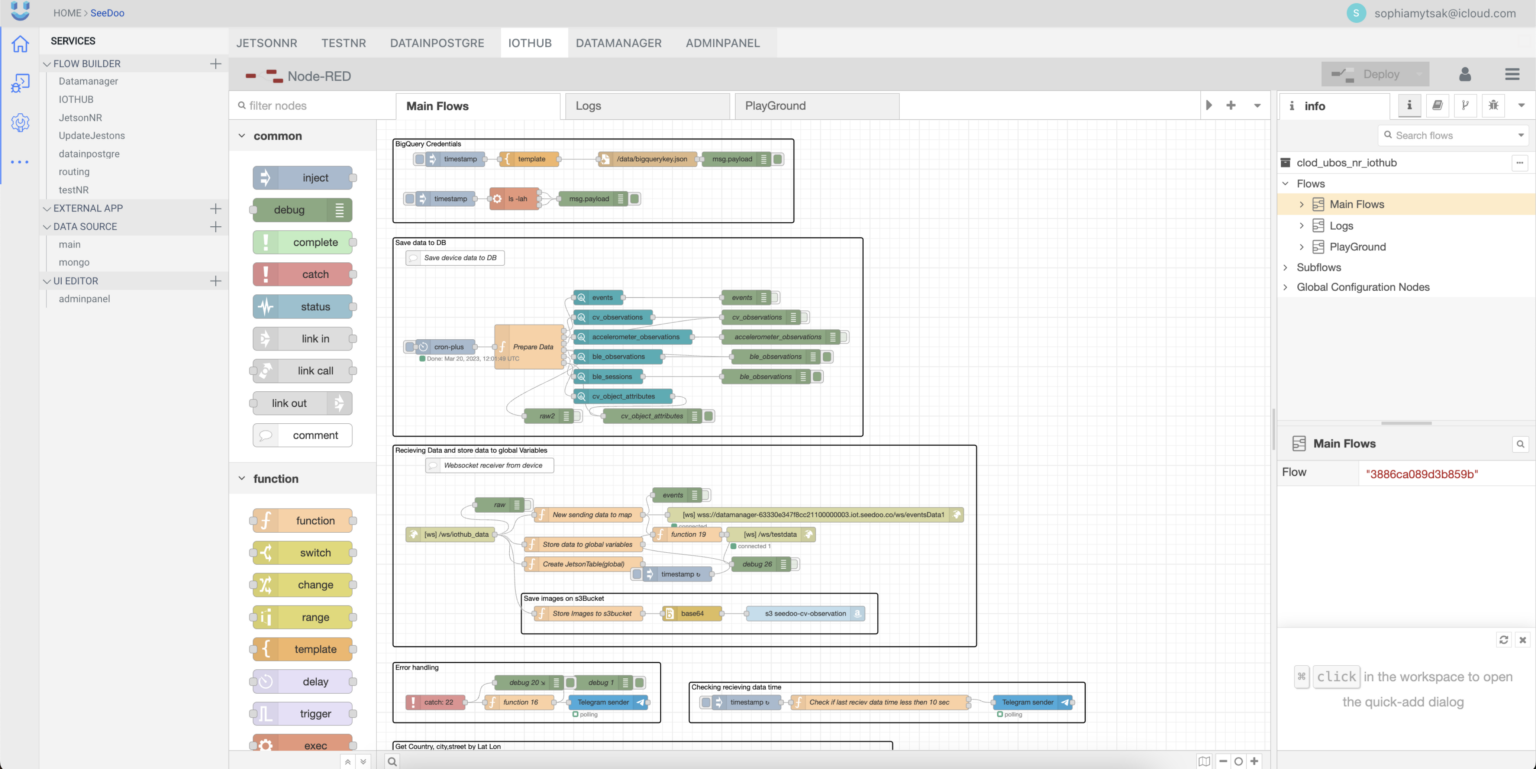 HOME > SeeDoo
S
sophiamytsak@icloud.com
SERVICES
FLOW BUILDER
Datamanager
IOTHUB
JetsonNR
UpdateJestons
datainpostgre
routing
testNR
EXTERNAL APP
DATA SOURCE
main
mongo
UI EDITOR
adminpanel
JETSONNR
TESTNR
DATAINPOSTGRE
IOTHUB
DATAMANAGER
ADMINPANEL
Node-RED
Deploy
filter nodes
common
inject
debug
complete
catch
status
link in
link call
link out
comment
function
function
switch
change
range
template
delay
trigger
exec
Main Flows
Logs
PlayGround
BigQuery Credentials
timestamp
template
/data/bigquerykey.json
msg.payload
timestamp
ls -lah
msg.payload
Save data to DB
Save device data to DB
events
events
cv_observations
cv_observations
accelerometer_observations
accelerometer_observations
cron-plus
Prepare Data
Done: Mar 20, 2023, 12:01:49 UTC
ble_observations
ble_observations
ble_sessions
ble_observations
cv_object_attributes
raw2
cv_object_attributes
Recieving Data and store data to global Variables
Websocket receiver from device
events
raw
New sending data to map
[ws] wss://datamanager-63330e347f8cc21100000003.iot.seedoo.co/ws/eventsData1
connected
[ws] /ws/iothub_data
function 19
[ws] /ws/testdata
connected 1
Store data to global variables
Create JetsonTable(global)
debug 26
timestamp ↻
Save images on s3Bucket
Store Images to s3bucket
base64
s3 seedoo-cv-observation
Error handling
debug 20
debug 1
catch: 22
function 16
Telegram sender
polling
Checking recieving data time
timestamp ↻
Check if last reciev data time less then 10 sec
Telegram sender
polling
Get Country, city,street by Lat Lon
i info
i
Search flows
clod_ubos_nr_iothub
...
Flows
Main Flows
Logs
PlayGround
Subflows
Global Configuration Nodes
Main Flows
Flow
"3886ca089d3b859b"
⌘ click in the workspace to open
the quick-add dialog